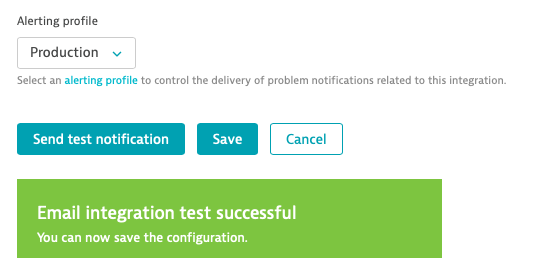 Alerting profile
Production
Select an alerting profile to control the delivery of problem notifications related to this integration.
Send test notification Save Cancel
Email integration test successful
You can now save the configuration.